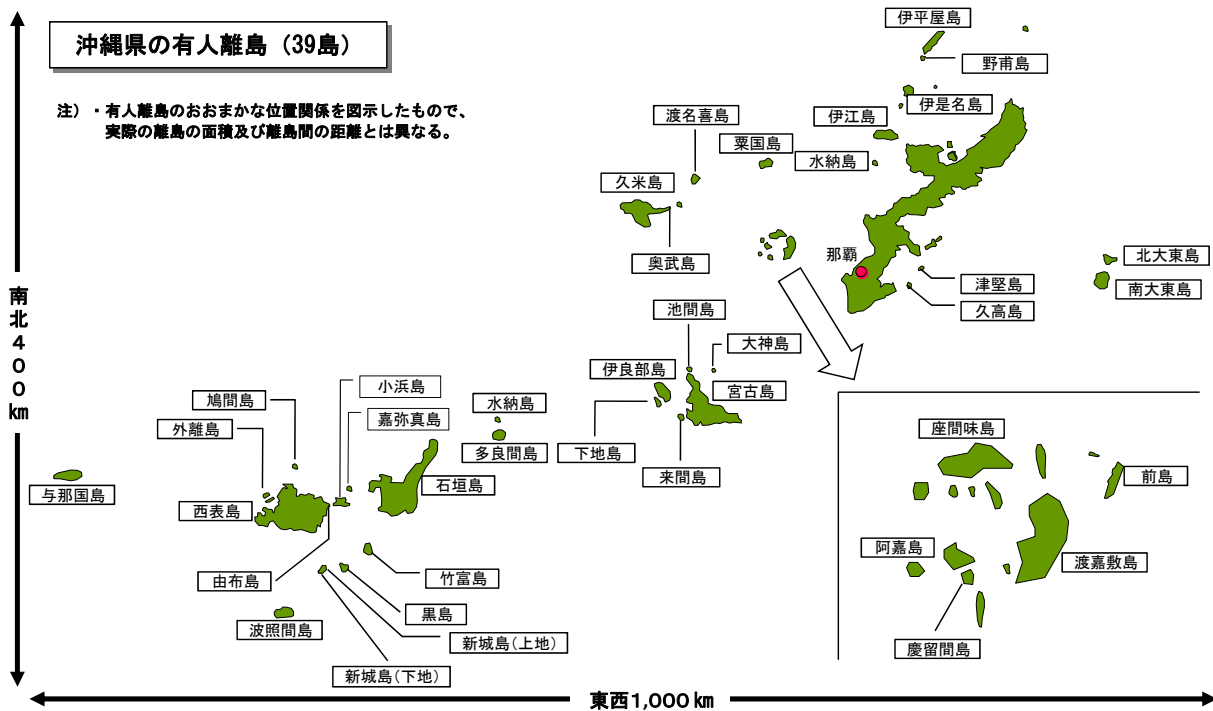 沖縄県の有人離島（39島）
注）・有人離島のおおまかな位置関係を図示したもので、
実際の離島の面積及び離島間の距離とは異なる。
伊平屋島
野甫島
伊是名島
伊江島
渡名喜島
粟国島
水納島
久米島
奥武島
那覇
北大東島
南大東島
津堅島
久高島
池間島
大神島
伊良部島
宮古島
下地島
来間島
小浜島
鳩間島
嘉弥真島
水納島
外離島
多良間島
石垣島
与那国島
西表島
由布島
竹富島
黒島
波照間島
新城島（上地）
新城島（下地）
座間味島
前島
阿嘉島
渡嘉敷島
慶留間島
南北４００㎞
東西1,000㎞